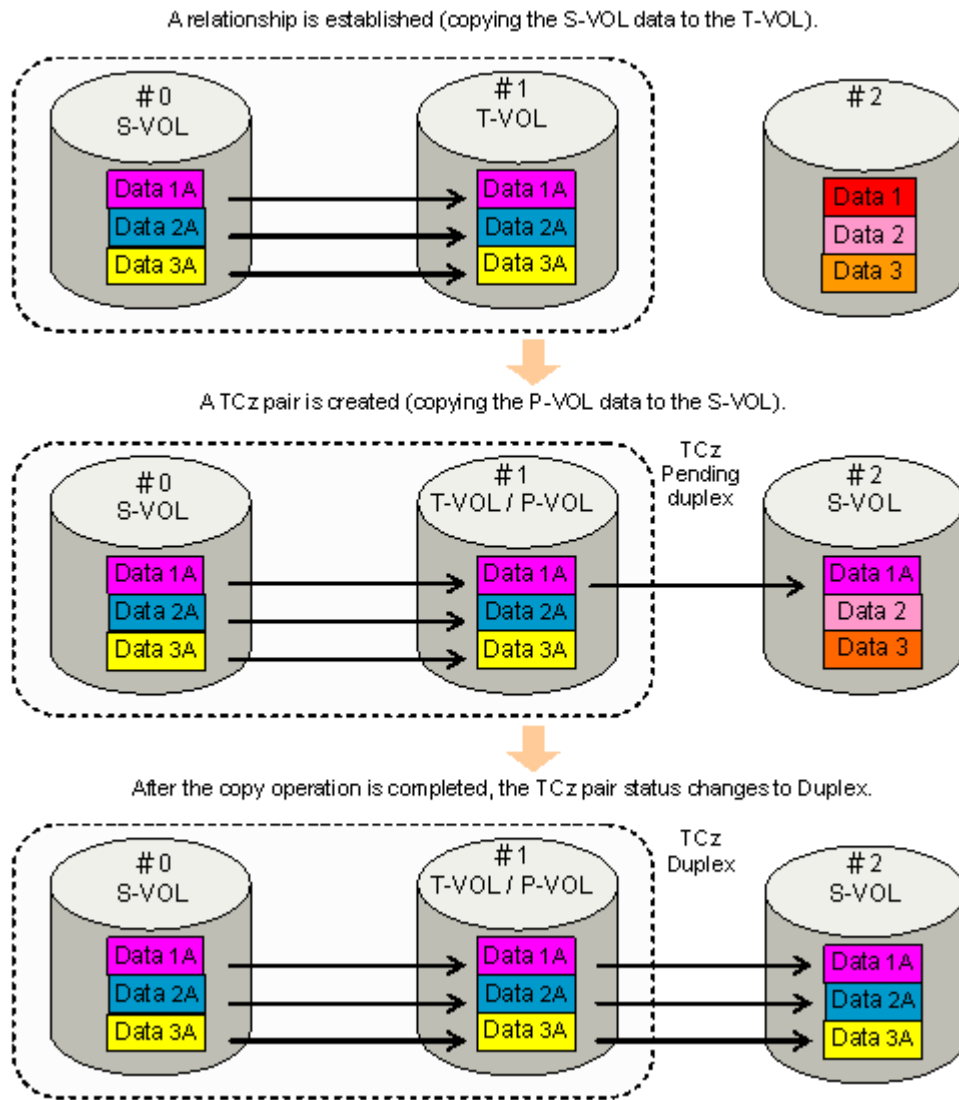 A relationship is established (copying the S-VOL data to the T-VOL).
#0
S-VOL
Data 1A
Data 2A
Data 3A
#1
T-VOL
Data 1A
Data 2A
Data 3A
#2
Data 1
Data 2
Data 3
A TCz pair is created (copying the P-VOL data to the S-VOL).
#0
S-VOL
Data 1A
Data 2A
Data 3A
#1
T-VOL / P-VOL
Data 1A
Data 2A
Data 3A
TCz
Pending
duplex
#2
S-VOL
Data 1A
Data 2
Data 3
After the copy operation is completed, the TCz pair status changes to Duplex.
#0
S-VOL
Data 1A
Data 2A
Data 3A
#1
T-VOL / P-VOL
Data 1A
Data 2A
Data 3A
TCz
Duplex
#2
S-VOL
Data 1A
Data 2A
Data 3A